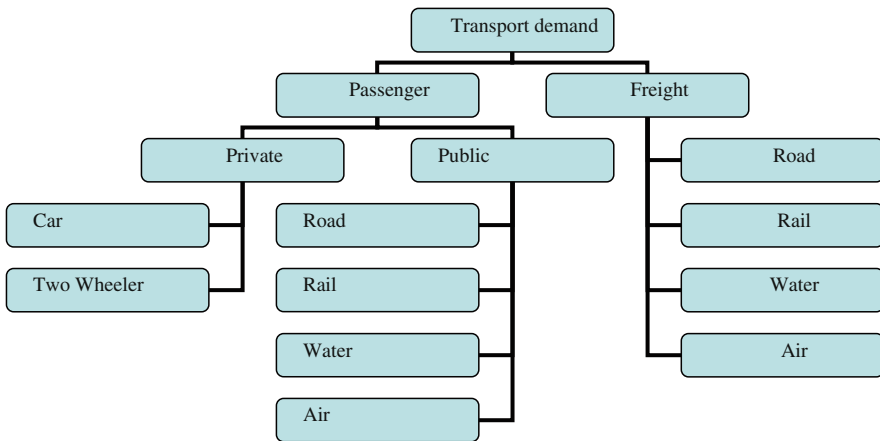 Transport demand
Passenger
Freight
Private
Public
Road
Car
Road
Rail
Two Wheeler
Rail
Water
Water
Air
Air